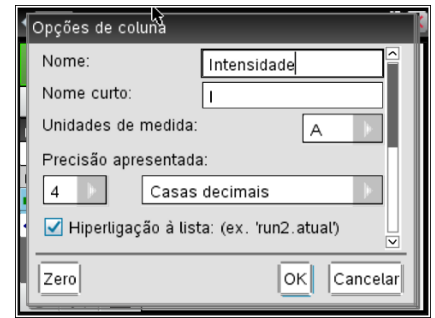 Opções de coluna
Nome: Intensidade
Nome curto: I
Unidades de medida: A
Precisão apresentada:
4 Casas decimais
Hiperligação à lista: (ex. 'run2.atual')
Zero OK Cancelar